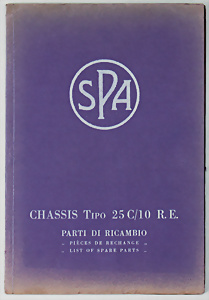 SPA
CHASSIS TIPO 25 C/10 R.E.
PARTI DI RICAMBIO
„ PIÈCES DE RECHANGE „
„ LIST OF SPARE PARTS „